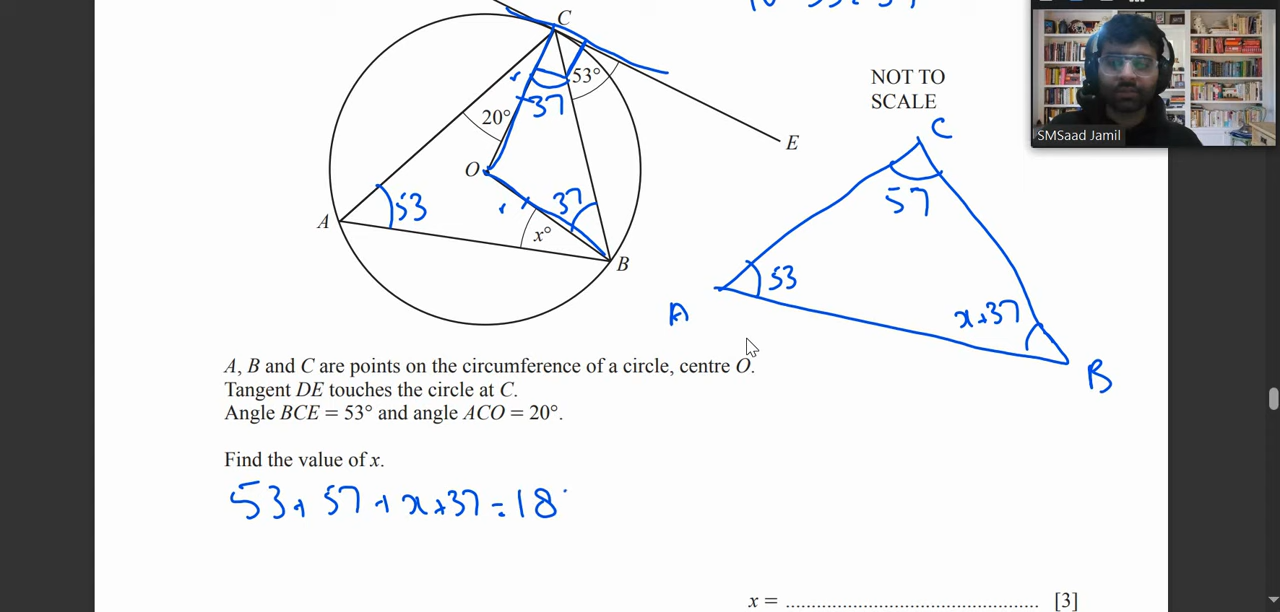 C
53°
37
20°
E
O
53
37
A
x°
B
NOT TO
SCALE
SMSaad Jamil
C
57
53
x+37
A
B
A, B and C are points on the circumference of a circle, centre O.
Tangent DE touches the circle at C.
Angle BCE = 53° and angle ACO = 20°.
Find the value of x.
53+57+x+37=18
x = ................................................ [3]